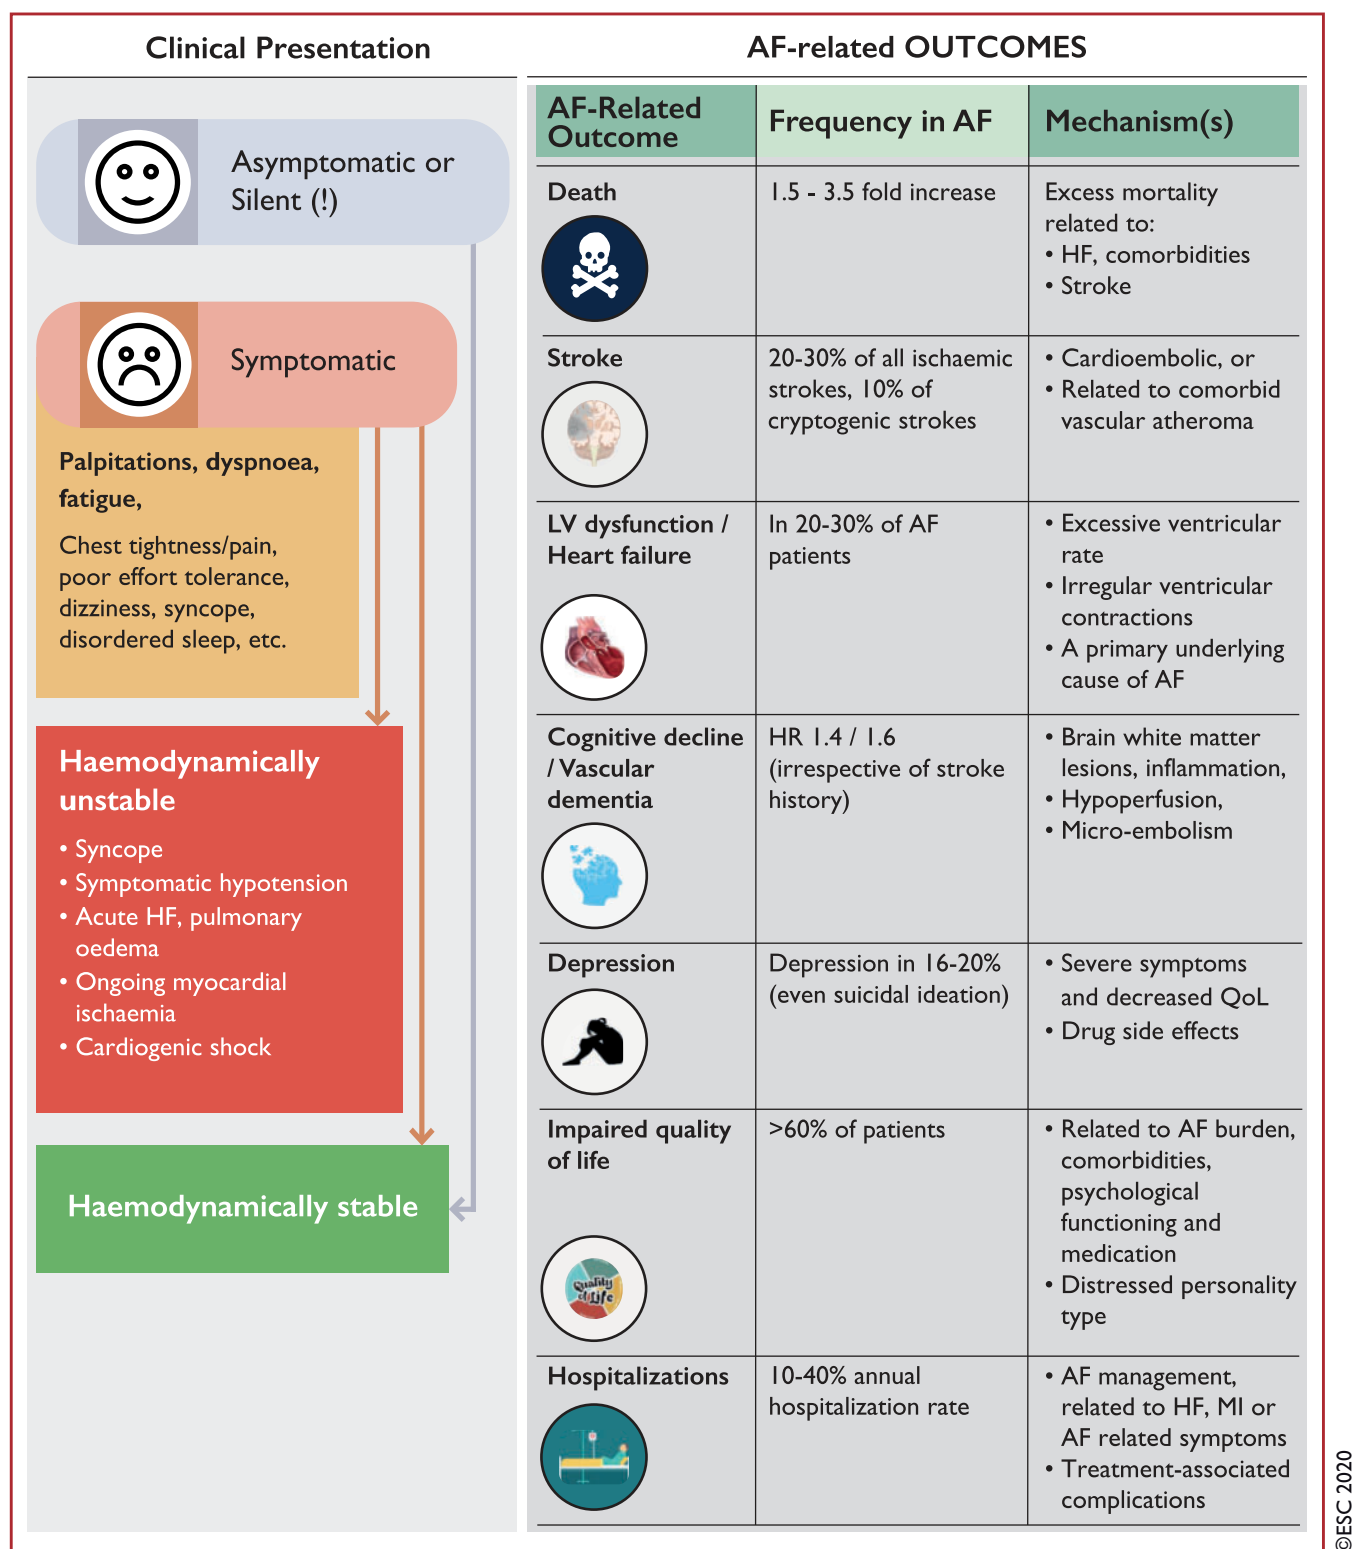 Clinical Presentation
Asymptomatic or
Silent (!)
Symptomatic
Palpitations, dyspnoea,
fatigue,
Chest tightness/pain,
poor effort tolerance,
dizziness, syncope,
disordered sleep, etc.
Haemodynamically
unstable
• Syncope
• Symptomatic hypotension
• Acute HF, pulmonary
oedema
• Ongoing myocardial
ischaemia
• Cardiogenic shock
Haemodynamically stable
AF-related OUTCOMES
AF-Related
Outcome
Frequency in AF
Mechanism(s)
Death
1.5 - 3.5 fold increase
Excess mortality
related to:
• HF, comorbidities
• Stroke
Stroke
20-30% of all ischaemic
strokes, 10% of
cryptogenic strokes
• Cardioembolic, or
• Related to comorbid
vascular atheroma
LV dysfunction /
Heart failure
In 20-30% of AF
patients
• Excessive ventricular
rate
• Irregular ventricular
contractions
• A primary underlying
cause of AF
Cognitive decline
/ Vascular
dementia
HR 1.4 / 1.6
(irrespective of stroke
history)
• Brain white matter
lesions, inflammation,
• Hypoperfusion,
• Micro-embolism
Depression
Depression in 16-20%
(even suicidal ideation)
• Severe symptoms
and decreased QoL
• Drug side effects
Impaired quality
of life
Quality
of Life
>60% of patients
• Related to AF burden,
comorbidities,
psychological
functioning and
medication
• Distressed personality
type
Hospitalizations
10-40% annual
hospitalization rate
• AF management,
related to HF, MI or
AF related symptoms
• Treatment-associated
complications
©ESC 2020